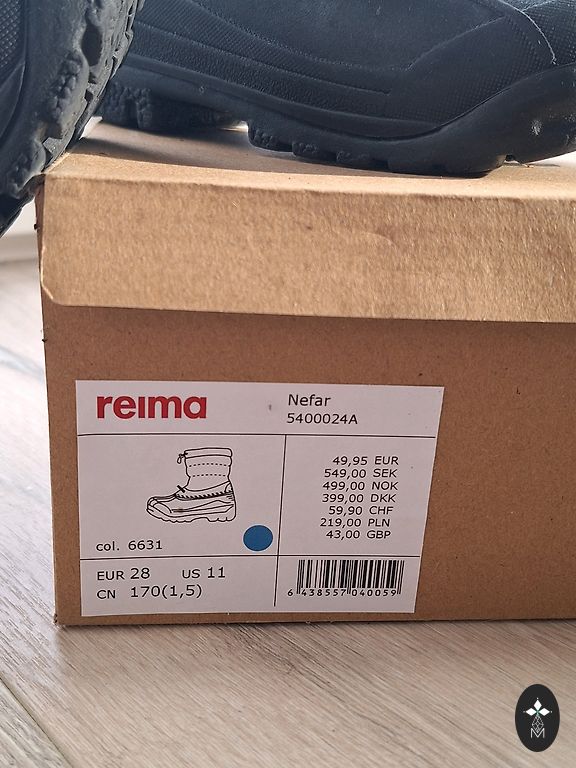 reima
Nefar
5400024A
49,95 EUR
549,00 SEK
499,00 NOK
399,00 DKK
59,90 CHF
219,00 PLN
43,00 GBP
col. 6631
EUR 28 US 11
CN 170(1,5)
6 438557 040059
M